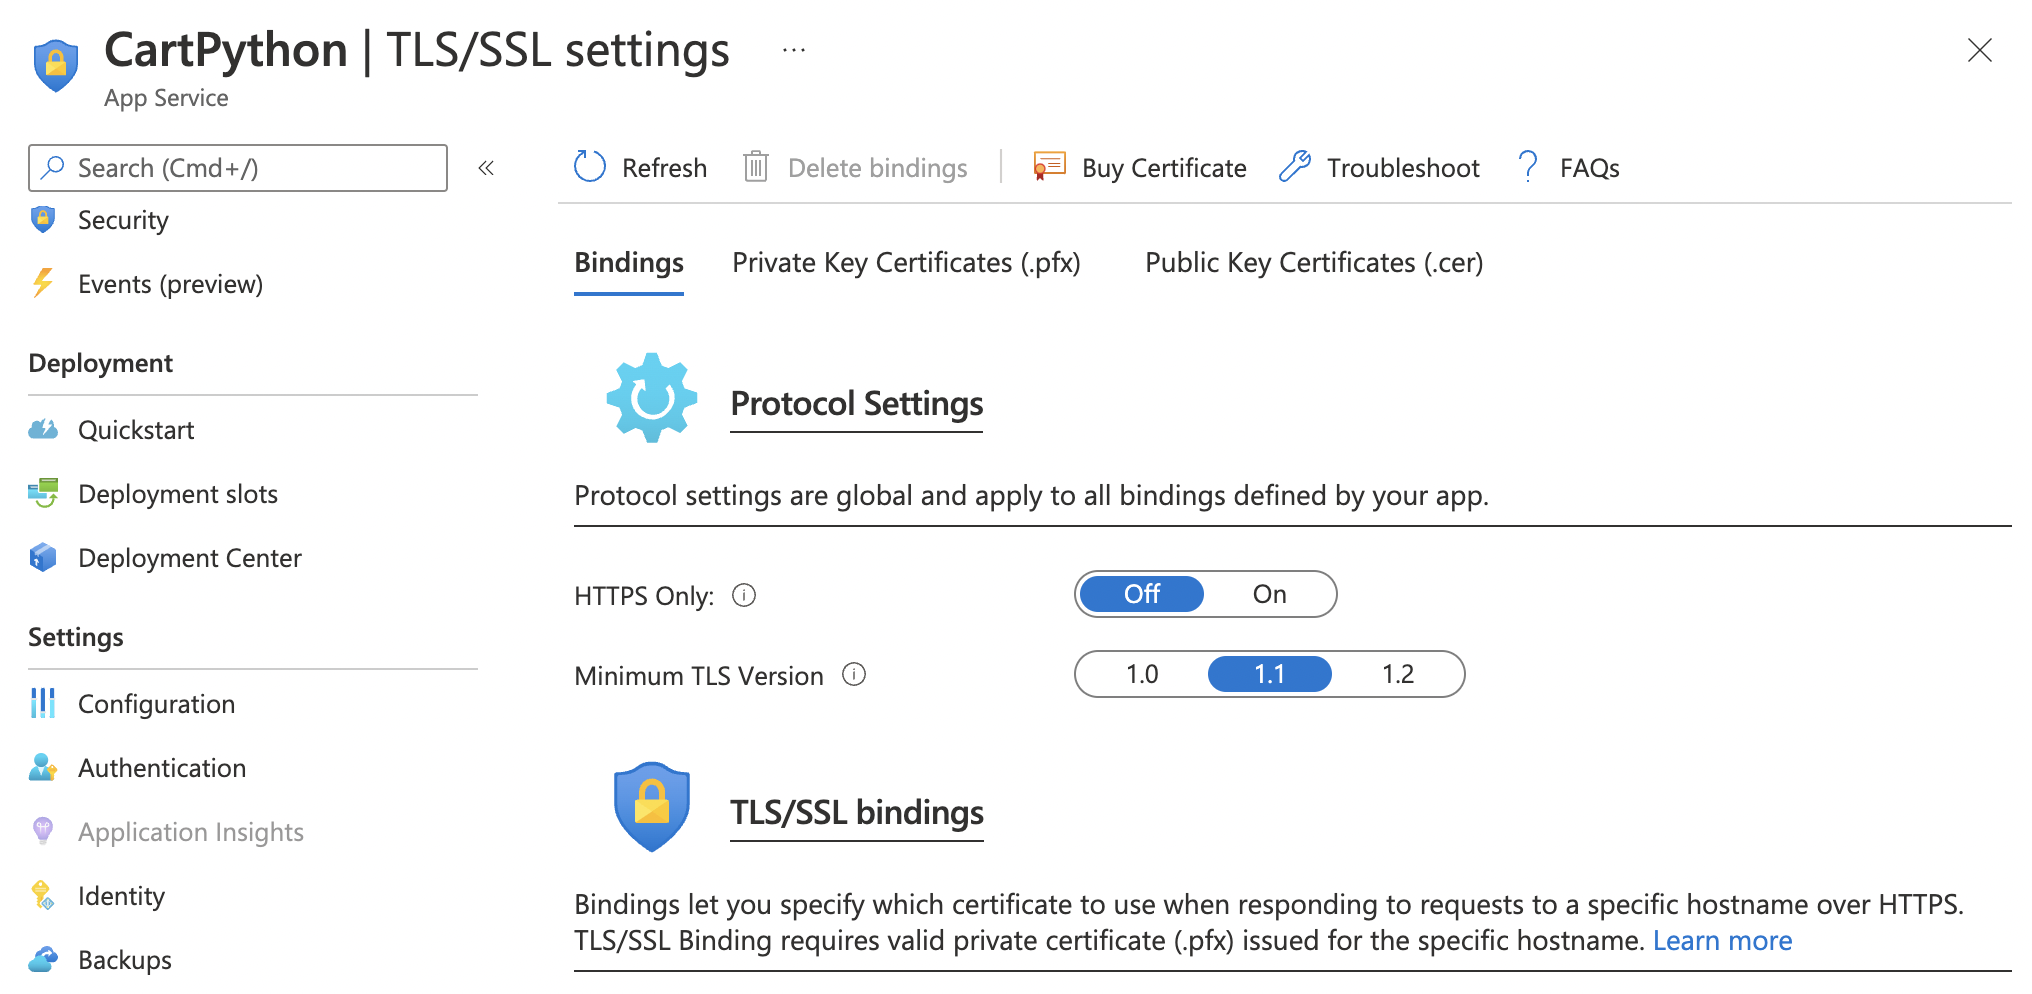 CartPython | TLS/SSL settings ...
App Service
Search (Cmd+/)
«
Security
Events (preview)
Deployment
Quickstart
Deployment slots
Deployment Center
Settings
Configuration
Authentication
Application Insights
Identity
Backups
Refresh Delete bindings Buy Certificate Troubleshoot FAQs
Bindings Private Key Certificates (.pfx) Public Key Certificates (.cer)
Protocol Settings
Protocol settings are global and apply to all bindings defined by your app.
HTTPS Only: Off On
Minimum TLS Version 1.0 1.1 1.2
TLS/SSL bindings
Bindings let you specify which certificate to use when responding to requests to a specific hostname over HTTPS.
TLS/SSL Binding requires valid private certificate (.pfx) issued for the specific hostname. Learn more